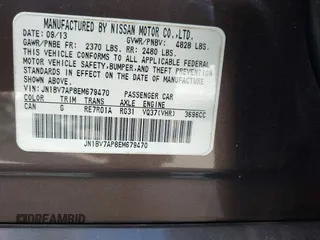 MANUFACTURED BY NISSAN MOTOR CO.,LTD.
DATE: 09/13 GVWR/PNBV: 4828 LBS.
GAWR/PNBE FR: 2370 LBS. RR: 2480 LBS.
THIS VEHICLE CONFORMS TO ALL APPLICABLE FEDERAL
MOTOR VEHICLE SAFETY,BUMPER,AND THEFT PREVENTION
STANDARDS IN EFFECT ON THE DATE OF MANUFACTURE
SHOWN ABOVE.
VIN: JN1BV7AP8EM679470 PASSENGER CAR
COLOR TRIM TRANS AXLE ENGINE
CAN G RE7R01A RG31 VQ37(VHR) 3696CC
JN1BV7AP8EM679470
DREAMRID